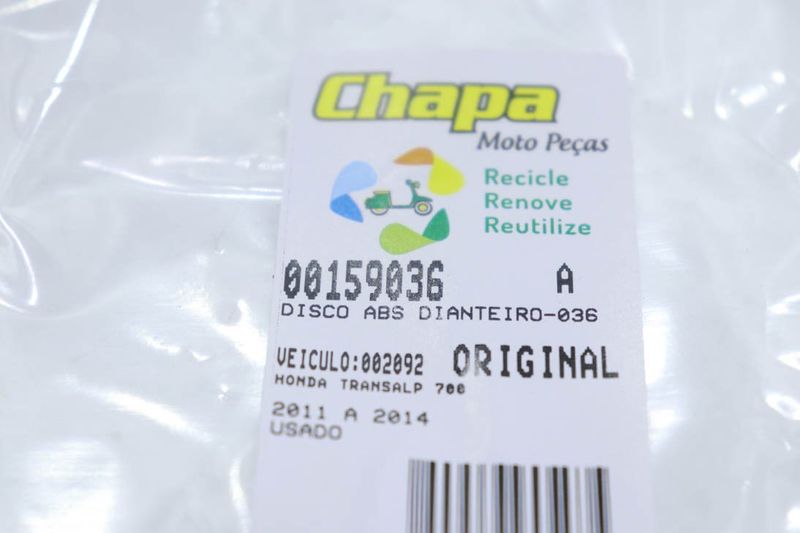 Chapa
Moto Peças
Recicle
Renove
Reutilize
00159036 A
DISCO ABS DIANTEIRO-036
VEICULO:002092 ORIGINAL
HONDA TRANSALP 700
2011 A 2014
USADO